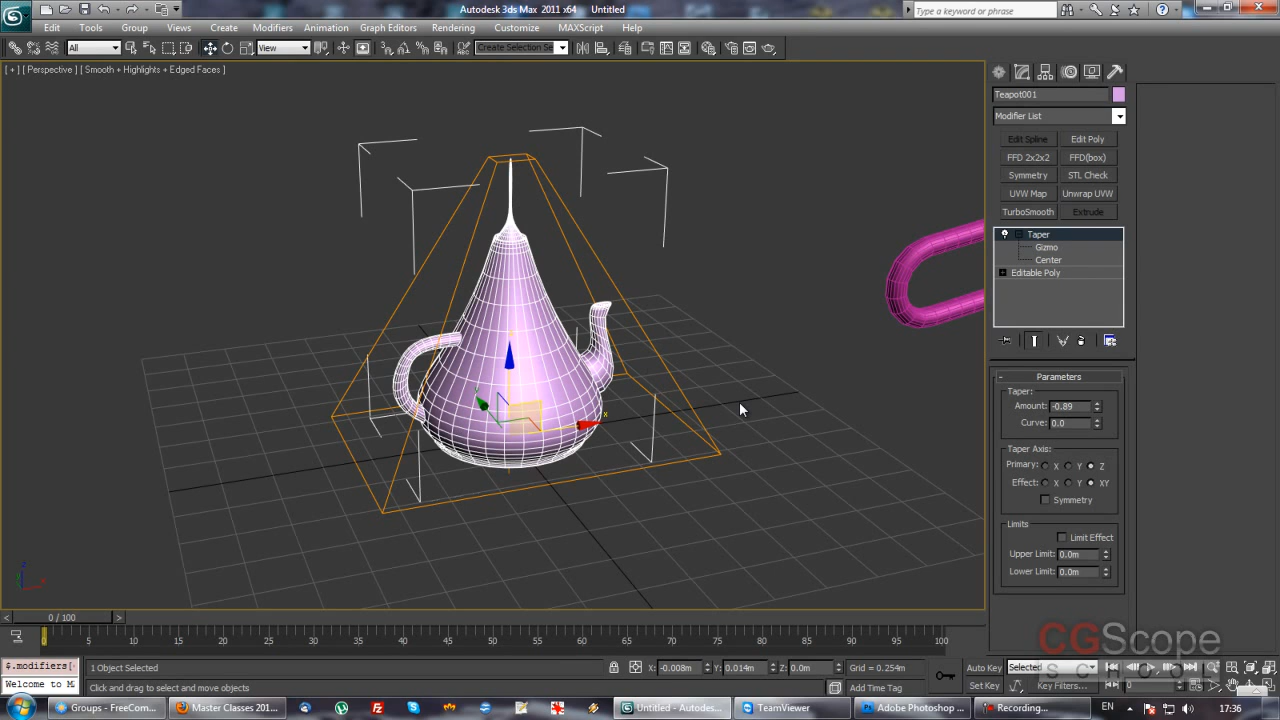 Autodesk 3ds Max 2011 x64 Untitled
Type a keyword or phrase
Edit Tools Group Views Create Modifiers Animation Graph Editors Rendering Customize MAXScript Help
All View Create Selection Se
[ + ] [ Perspective ] [ Smooth + Highlights + Edged Faces ]
Teapot001
Modifier List
Edit Spline Edit Poly
FFD 2x2x2 FFD(box)
Symmetry STL Check
UVW Map Unwrap UVW
TurboSmooth Extrude
Taper
Gizmo
Center
Editable Poly
Parameters
Taper:
Amount: -0.89
Curve: 0.0
Taper Axis:
Primary: X Y Z
Effect: X Y XY
Symmetry
Limits
Limit Effect
Upper Limit: 0.0m
Lower Limit: 0.0m
x
0 / 100
0 5 10 15 20 25 30 35 40 45 50 55 60 65 70 75 80 85 90 95 100
CGScope
SCHOOL
$.modifiers[ 1 Object Selected X: -0.008m Y: 0.014m Z: 0.0m Grid = 0.254m Auto Key Selected
Welcome to M Click and drag to select and move objects Add Time Tag Set Key Key Filters... 0
Groups - FreeCom... Master Classes 201... Untitled - Autodes... TeamViewer Adobe Photoshop ... Recording... EN 17:36